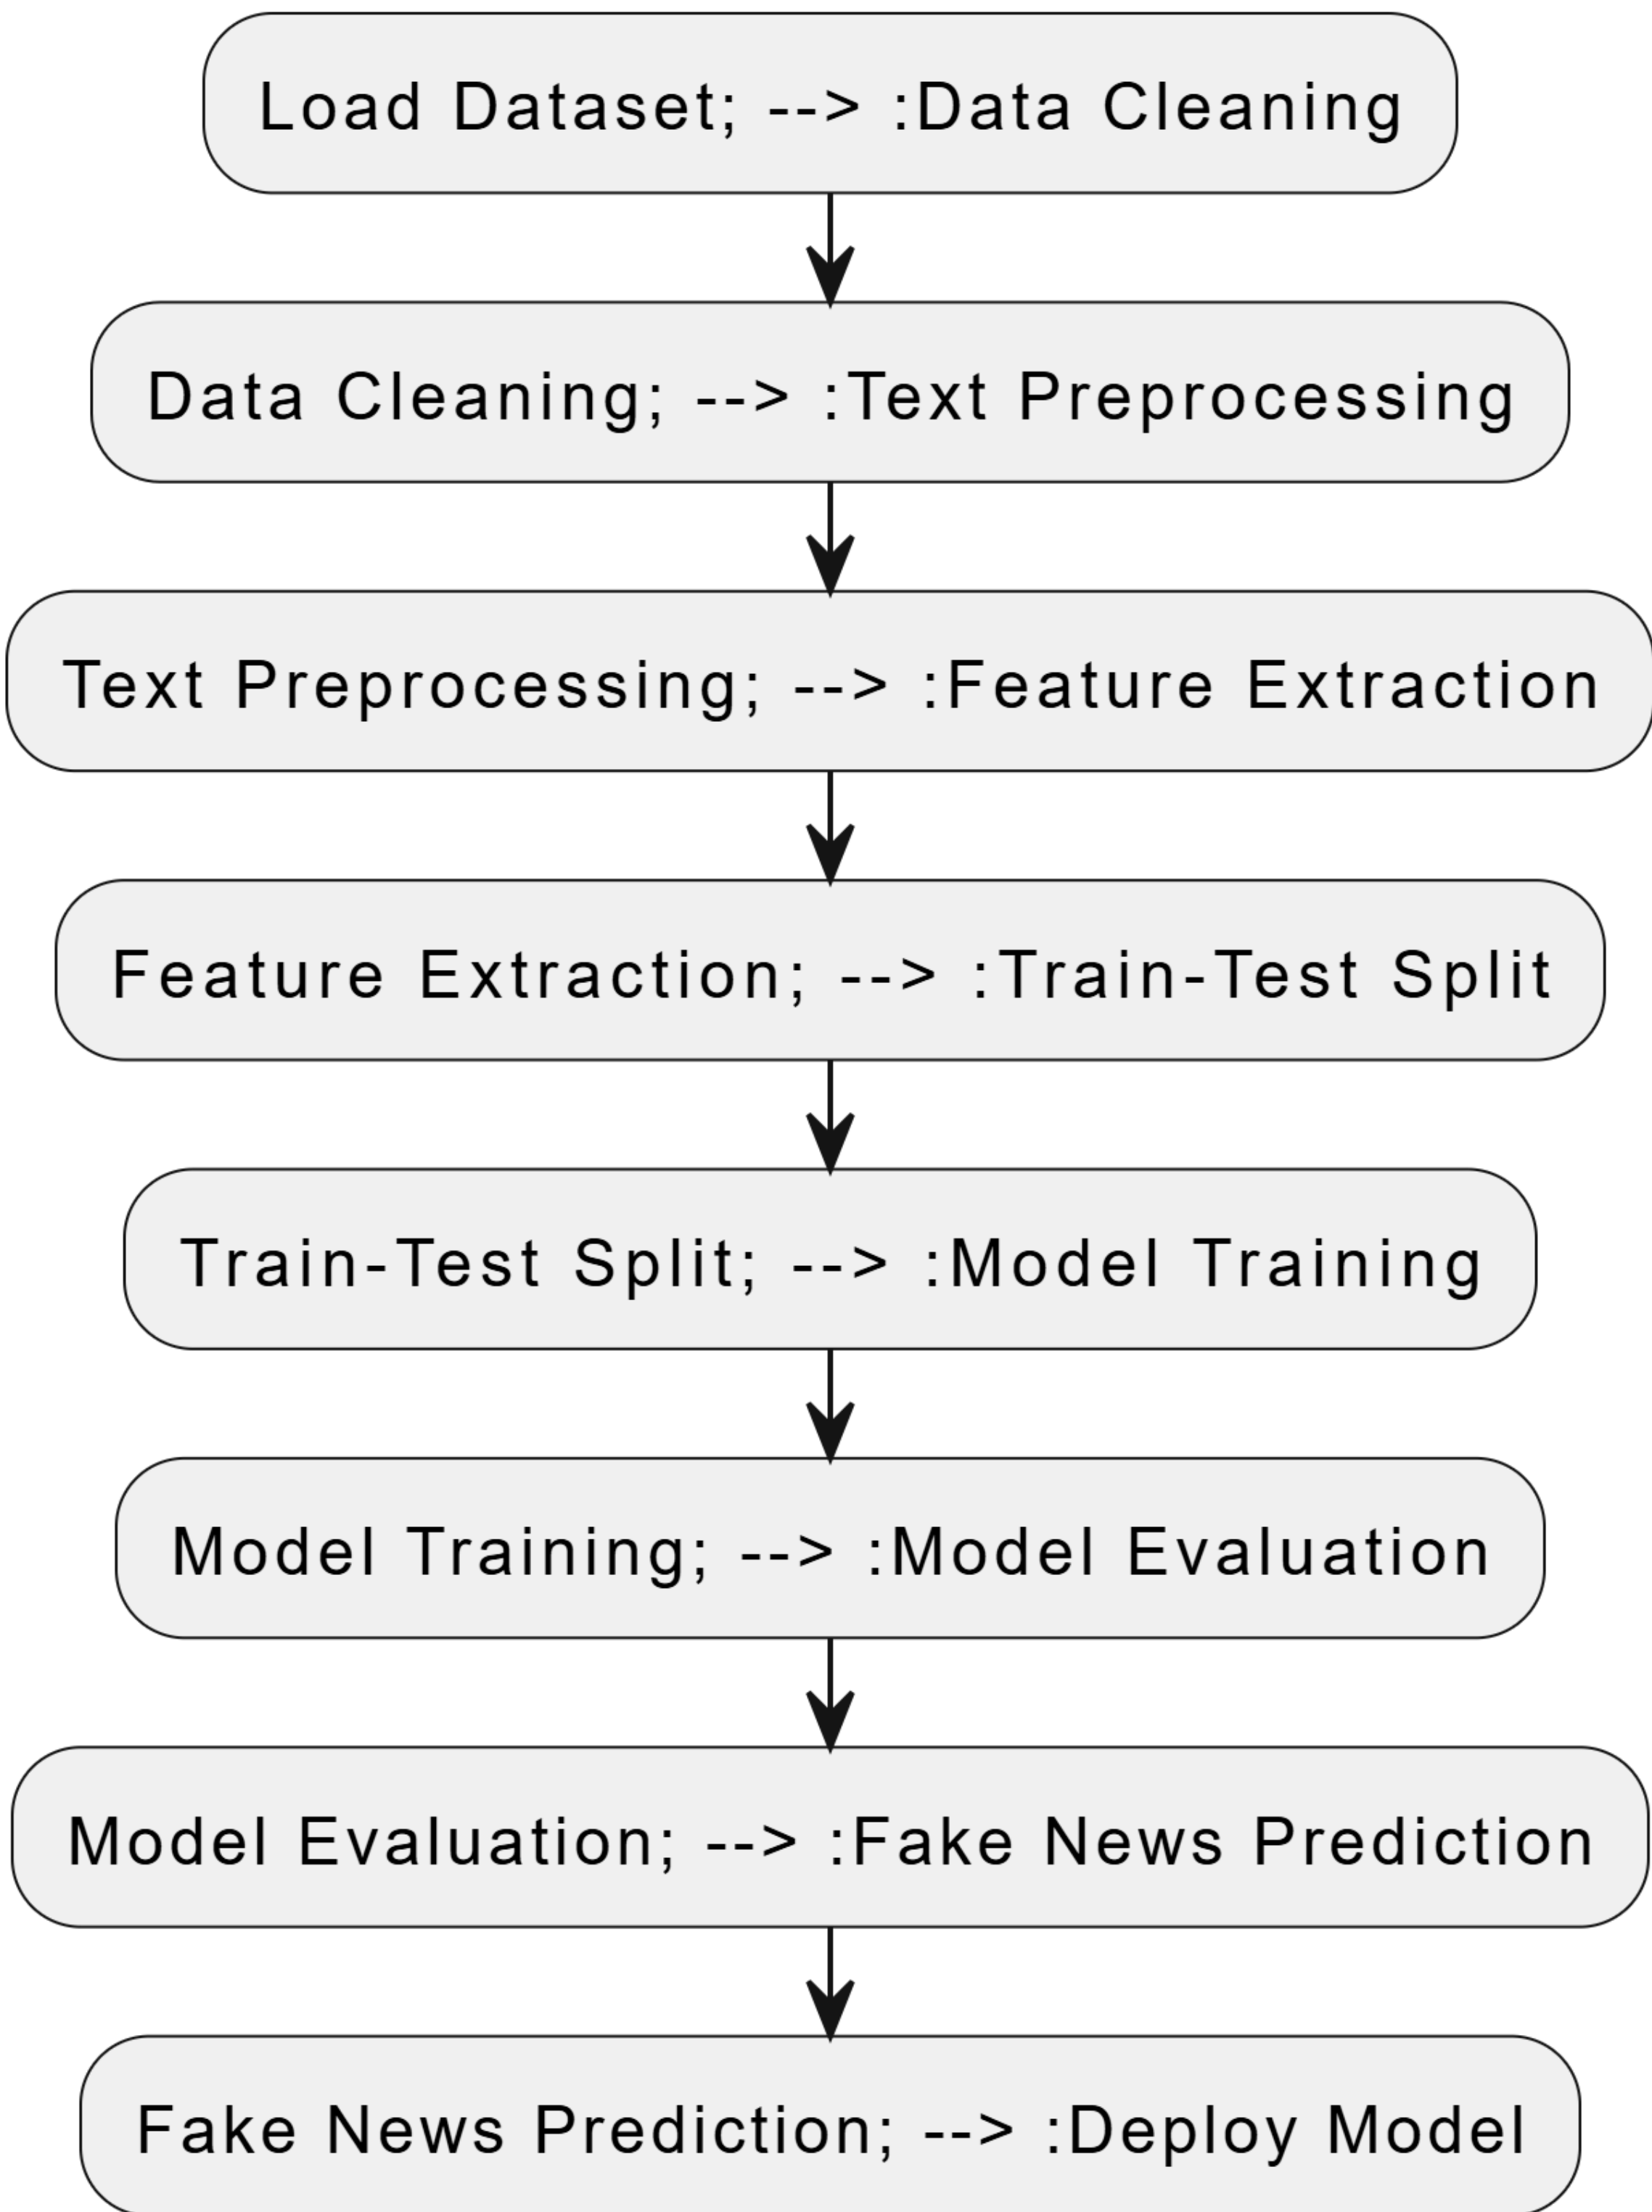 Load Dataset; --> :Data Cleaning
Data Cleaning; --> :Text Preprocessing
Text Preprocessing; --> :Feature Extraction
Feature Extraction; --> :Train-Test Split
Train-Test Split; --> :Model Training
Model Training; --> :Model Evaluation
Model Evaluation; --> :Fake News Prediction
Fake News Prediction; --> :Deploy Model